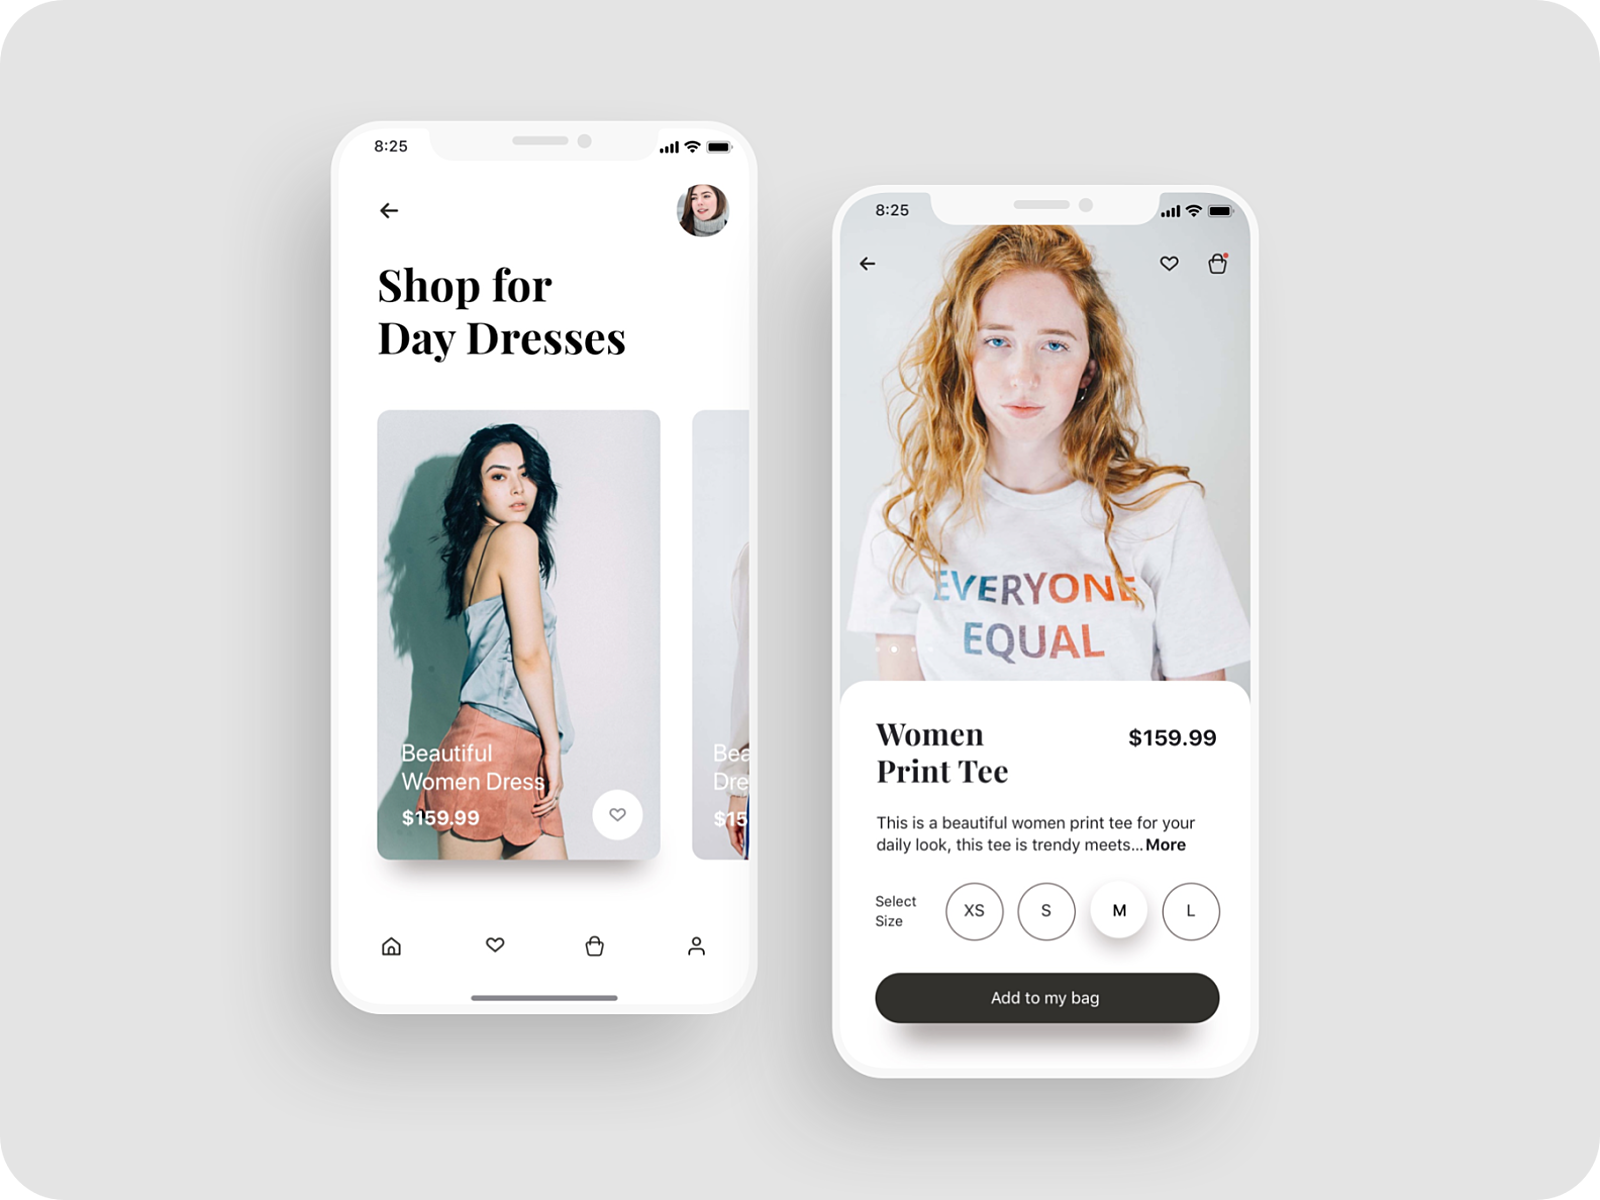 8:25
Shop for
Day Dresses
Beautiful
Women Dress
$159.99
Bea
Dre
$15
8:25
EVERYONE
EQUAL
Women
Print Tee
$159.99
This is a beautiful women print tee for your
daily look, this tee is trendy meets... More
Select
Size
XS
S
M
L
Add to my bag